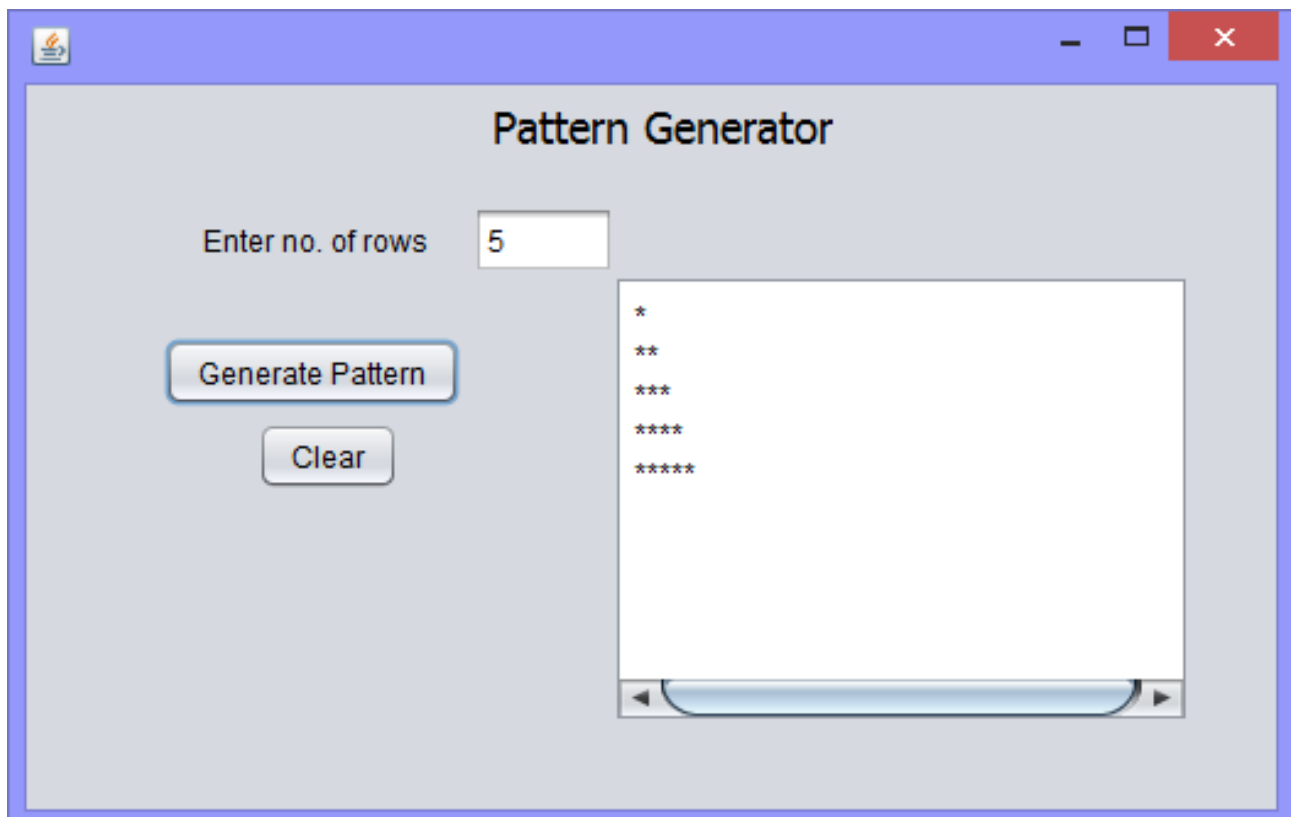 Pattern Generator
Enter no. of rows 5
*
**
***
****
*****
Generate Pattern
Clear